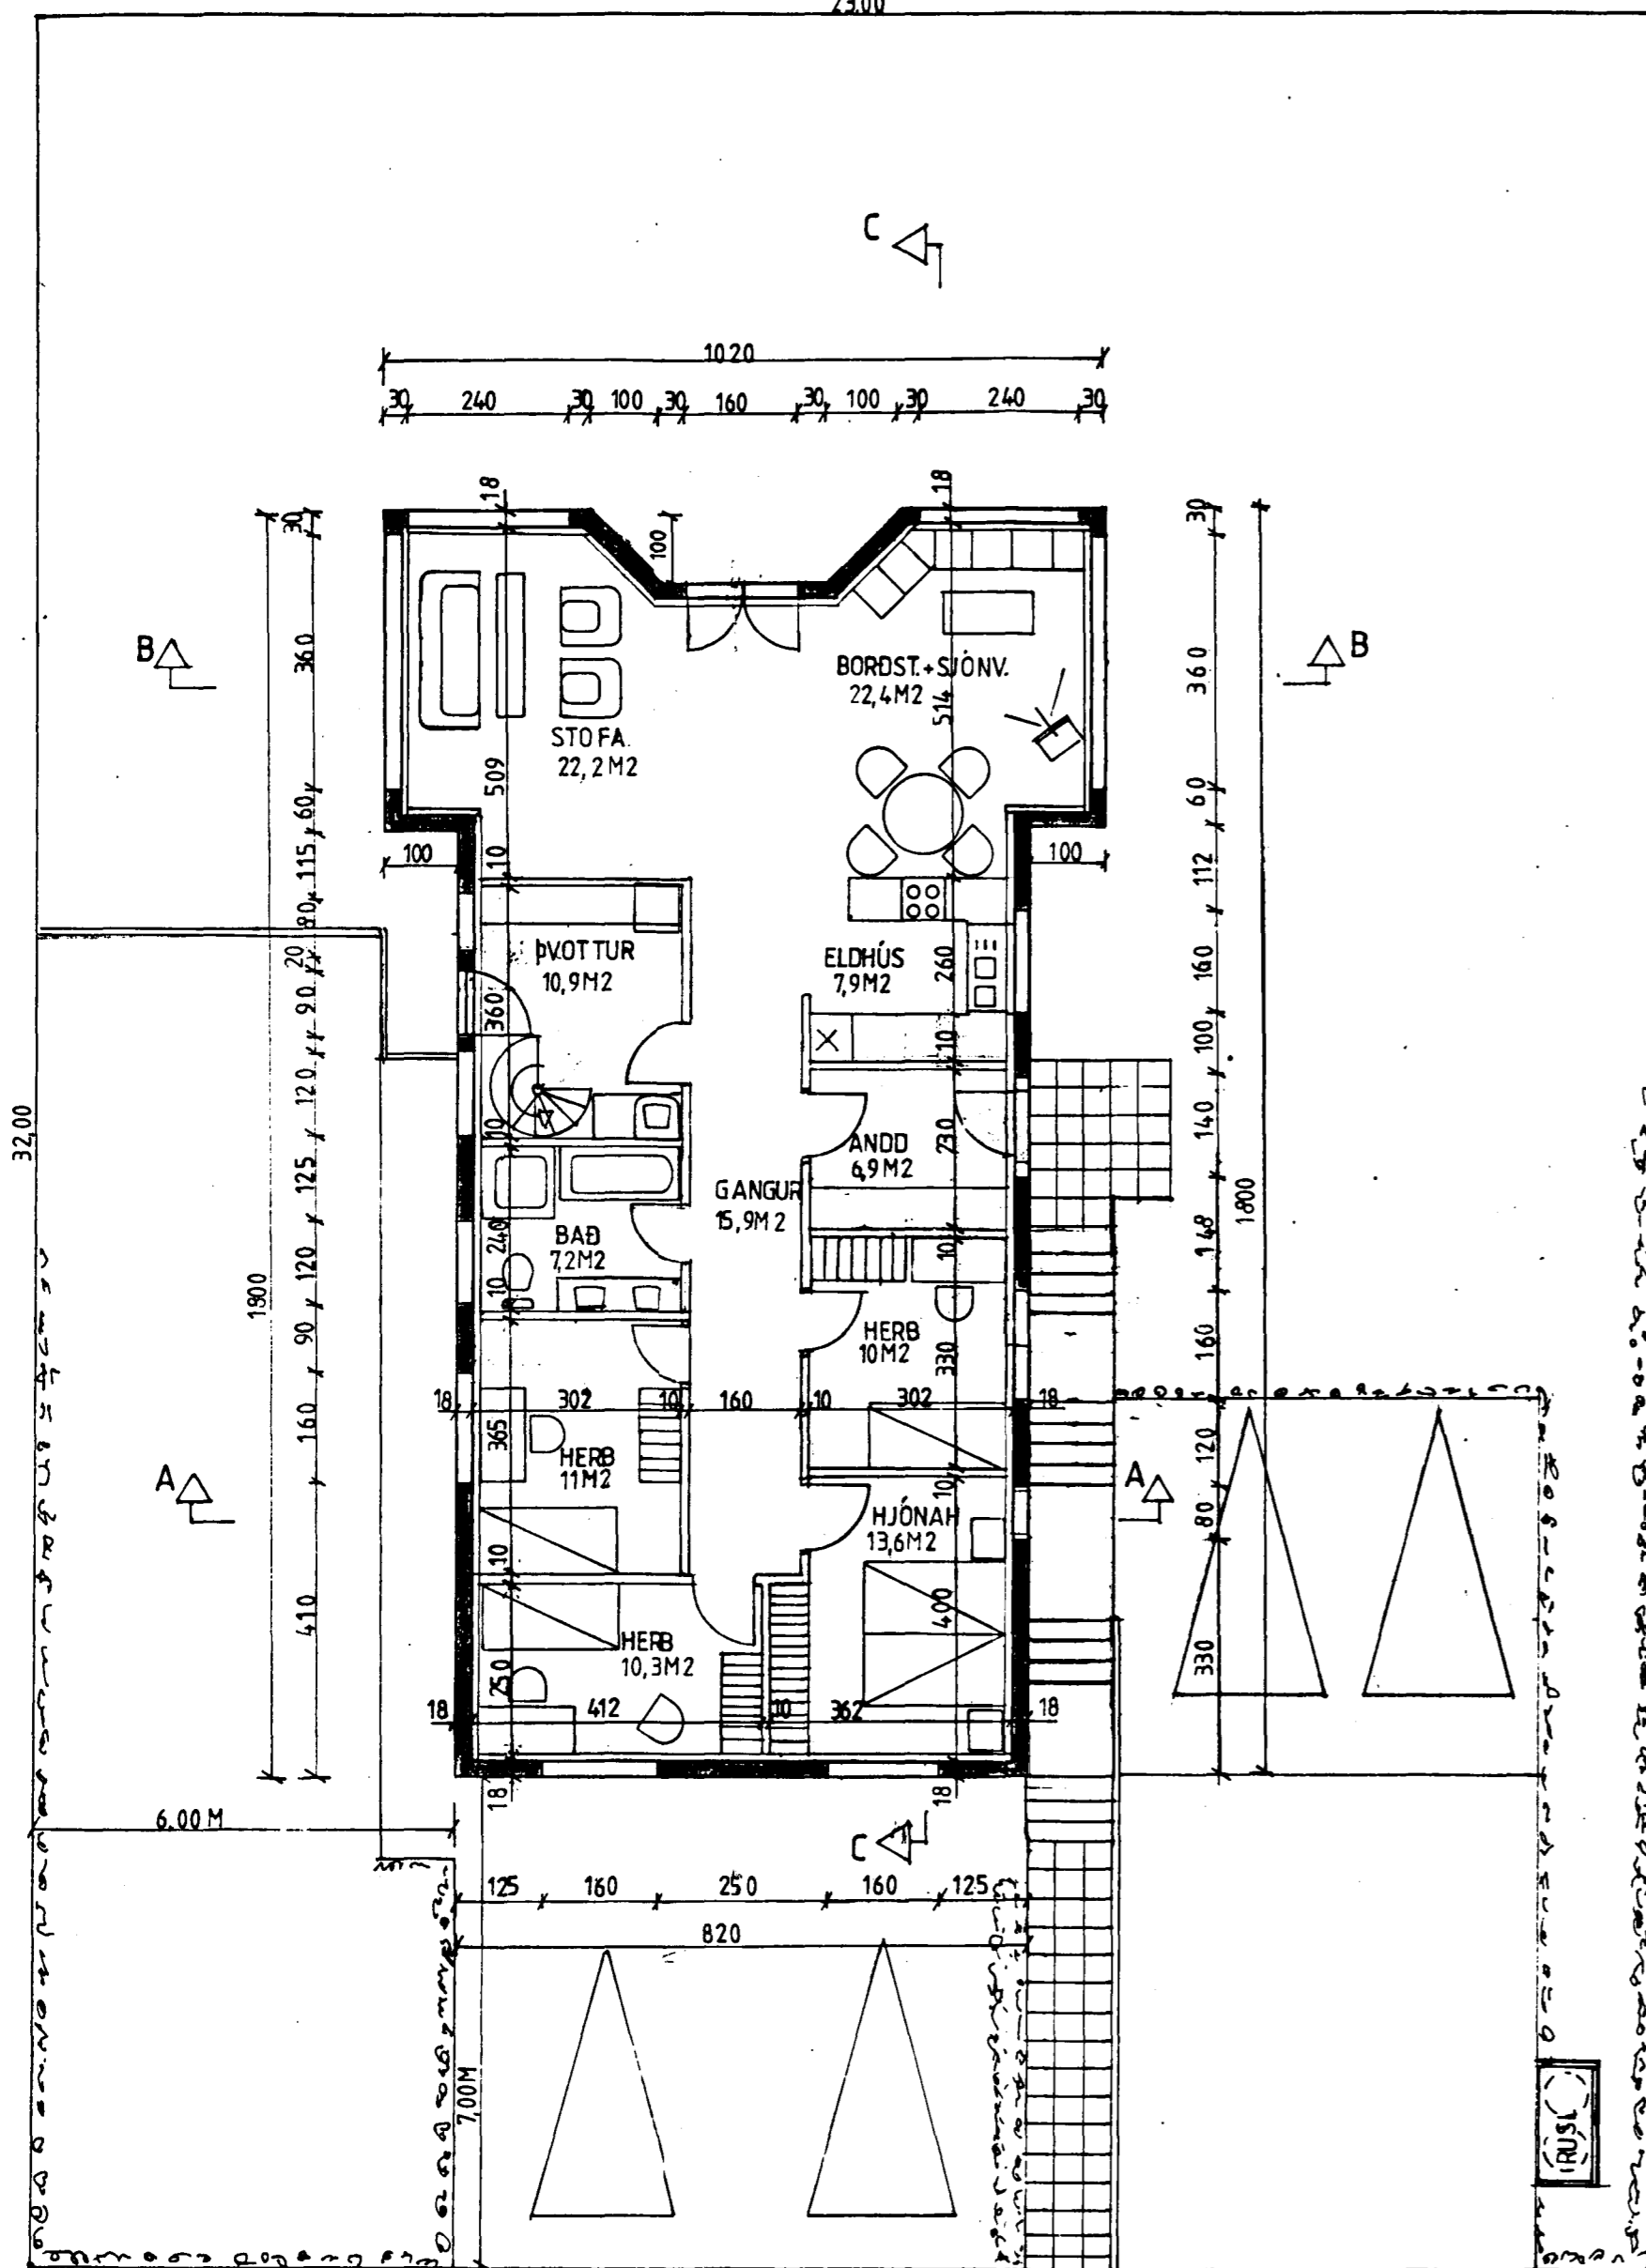 23.00
C
1020
30 240 30 100 30 160 30 100 30 240 30
18
18
30
30
100
B
B
360
360
BORÐST.+SJÓNV.
22,4M2
514
STOFA.
22,2M2
509
60
60
115
10
100
100
112
80
ÞVOTTUR
10,9M2
ELDHÚS
7,9M2
260
160
20
90
360
10
100
120
32,00
10
ANDD
6,9M2
230
140
125
GANGUR
15,9M2
1800
240
BAÐ
7,2M2
148
10
120
1800
10
90
HERB
10M2
330
160
18 302 10 160 10 302 18
160
365
HERB
11M2
120
A
A
10
HJÓNAH
13,6M2
80
10
410
400
HERB
10,3M2
250
330
18 412 10 362 18
18
18
6,00 M
C
125 160 250 160 125
820
7,00M
RUSL